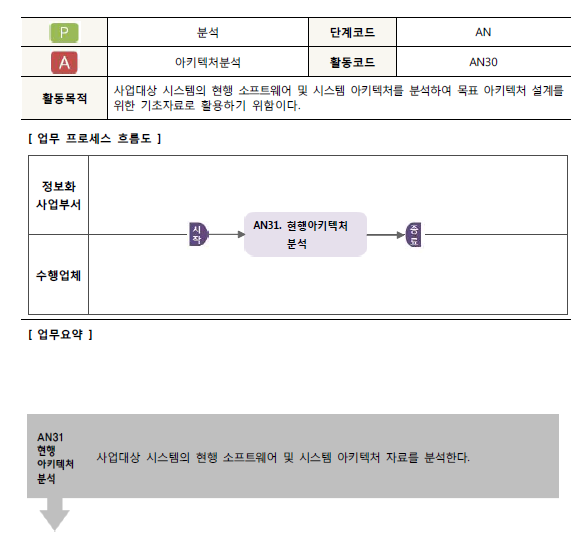 P 분석 단계코드 AN
A 아키텍처분석 활동코드 AN30
활동목적 사업대상 시스템의 현행 소프트웨어 및 시스템 아키텍처를 분석하여 목표 아키텍처 설계를
위한 기초자료로 활용하기 위함이다.
[ 업무 프로세스 흐름도 ]
정보화
사업부서
시작
AN31. 현행아키텍처
분석
종료
수행업체
[ 업무요약 ]
AN31
현행
아키텍처
분석
사업대상 시스템의 현행 소프트웨어 및 시스템 아키텍처 자료를 분석한다.